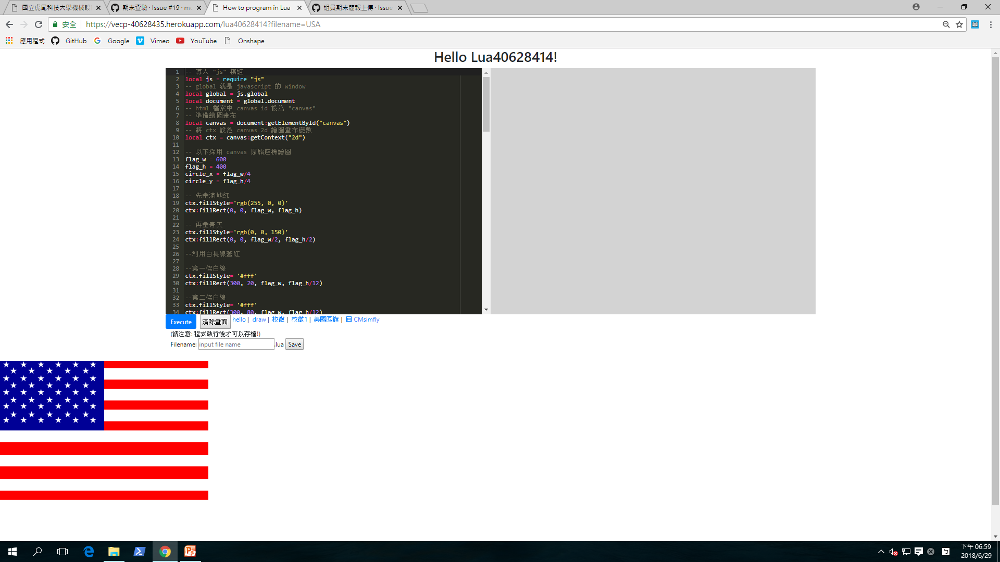 國立虎尾科技大學機械設
期末查驗 · Issue #19 · mc
How to program in Lua
組員期末簡報上傳 · Issue
安全
https://vecp-40628435.herokuapp.com/lua40628414?filename=USA
應用程式 GitHub Google Vimeo YouTube Onshape
Hello Lua40628414!
1 -- 導入 "js" 模組
2 local js = require "js"
3 -- global 就是 javascript 的 window
4 local global = js.global
5 local document = global.document
6 -- html 檔案中 canvas id 設為 "canvas"
7 -- 準備繪圖畫布
8 local canvas = document:getElementById("canvas")
9 -- 將 ctx 設為 canvas 2d 繪圖畫布變數
10 local ctx = canvas:getContext("2d")
11
12 -- 以下採用 canvas 原始座標繪圖
13 flag_w = 600
14 flag_h = 400
15 circle_x = flag_w/4
16 circle_y = flag_h/4
17
18 -- 先畫滿地紅
19 ctx.fillStyle='rgb(255, 0, 0)'
20 ctx:fillRect(0, 0, flag_w, flag_h)
21
22 -- 再畫青天
23 ctx.fillStyle='rgb(0, 0, 150)'
24 ctx:fillRect(0, 0, flag_w/2, flag_h/2)
25
26 --利用白長線蓋紅
27
28 --第一條白線
29 ctx.fillStyle= '#fff'
30 ctx:fillRect(300, 20, flag_w, flag_h/12)
31
32 --第二條白線
33 ctx.fillStyle= '#fff'
34 ctx:fillRect(300, 80, flag_w, flag_h/12)
Execute 清除畫面 hello | draw | 校徽 | 校徽1 | 美國國旗 | 回 CMsimfly
(請注意: 程式執行後才可以存檔!)
Filename: input file name .lua Save
下午 06:59
2018/6/29